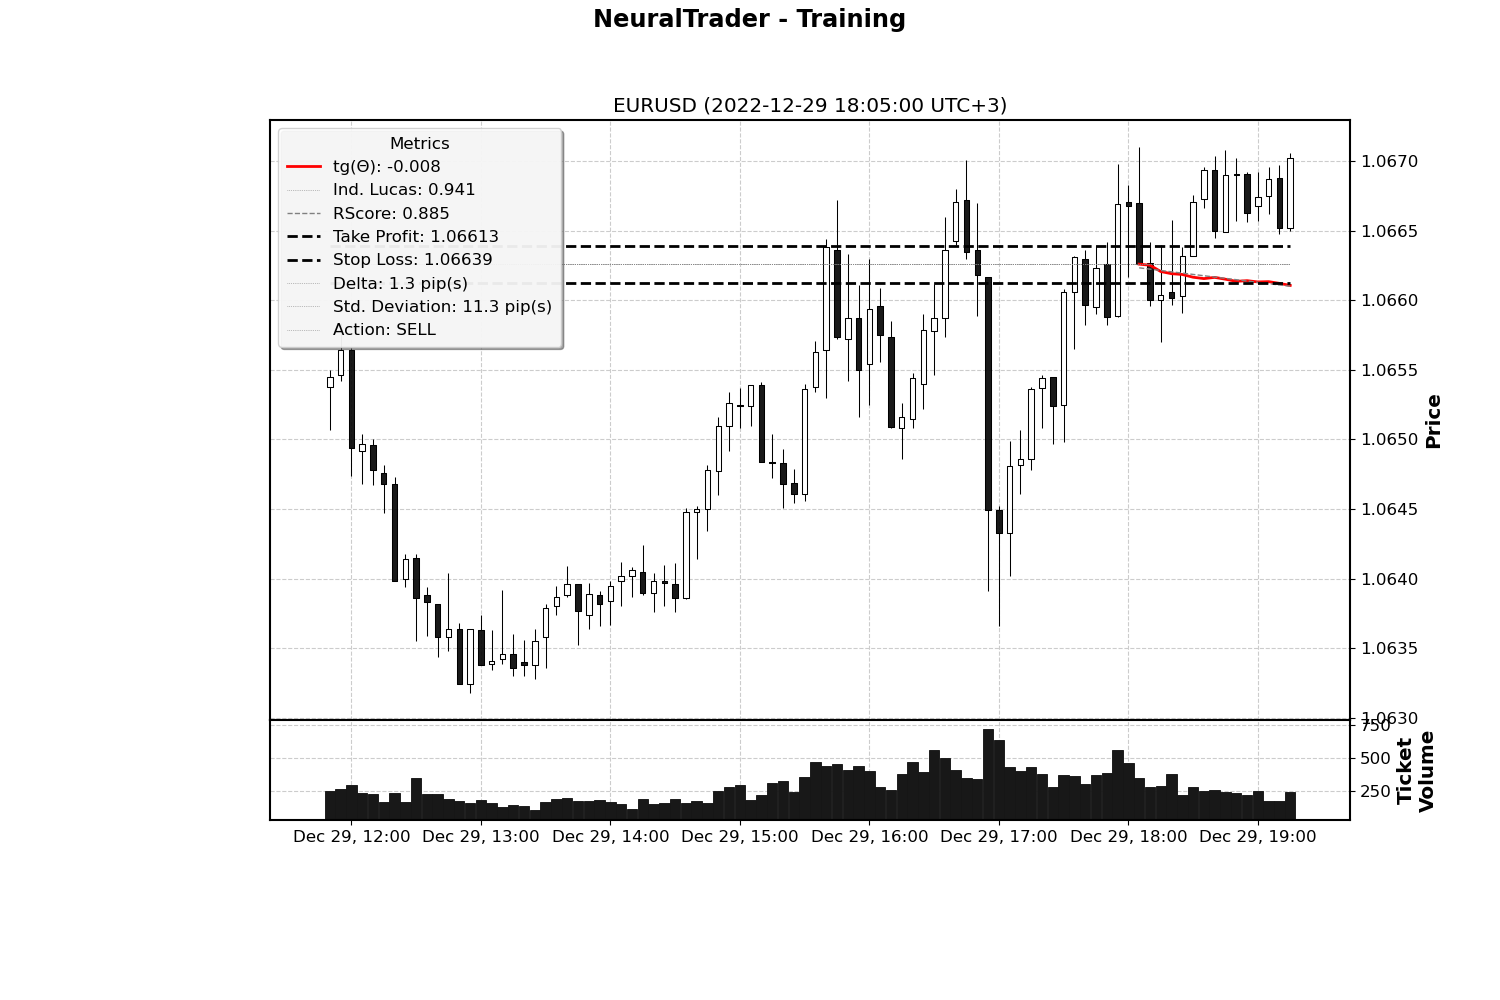 NeuralTrader - Training
EURUSD (2022-12-29 18:05:00 UTC+3)
Metrics
tg(Θ): -0.008
Ind. Lucas: 0.941
RScore: 0.885
Take Profit: 1.06613
Stop Loss: 1.06639
Delta: 1.3 pip(s)
Std. Deviation: 11.3 pip(s)
Action: SELL
1.0670
1.0665
1.0660
1.0655
1.0650
1.0645
1.0640
1.0635
1.0630
Price
750
500
250
Ticket
Volume
Dec 29, 12:00 Dec 29, 13:00 Dec 29, 14:00 Dec 29, 15:00 Dec 29, 16:00 Dec 29, 17:00 Dec 29, 18:00 Dec 29, 19:00